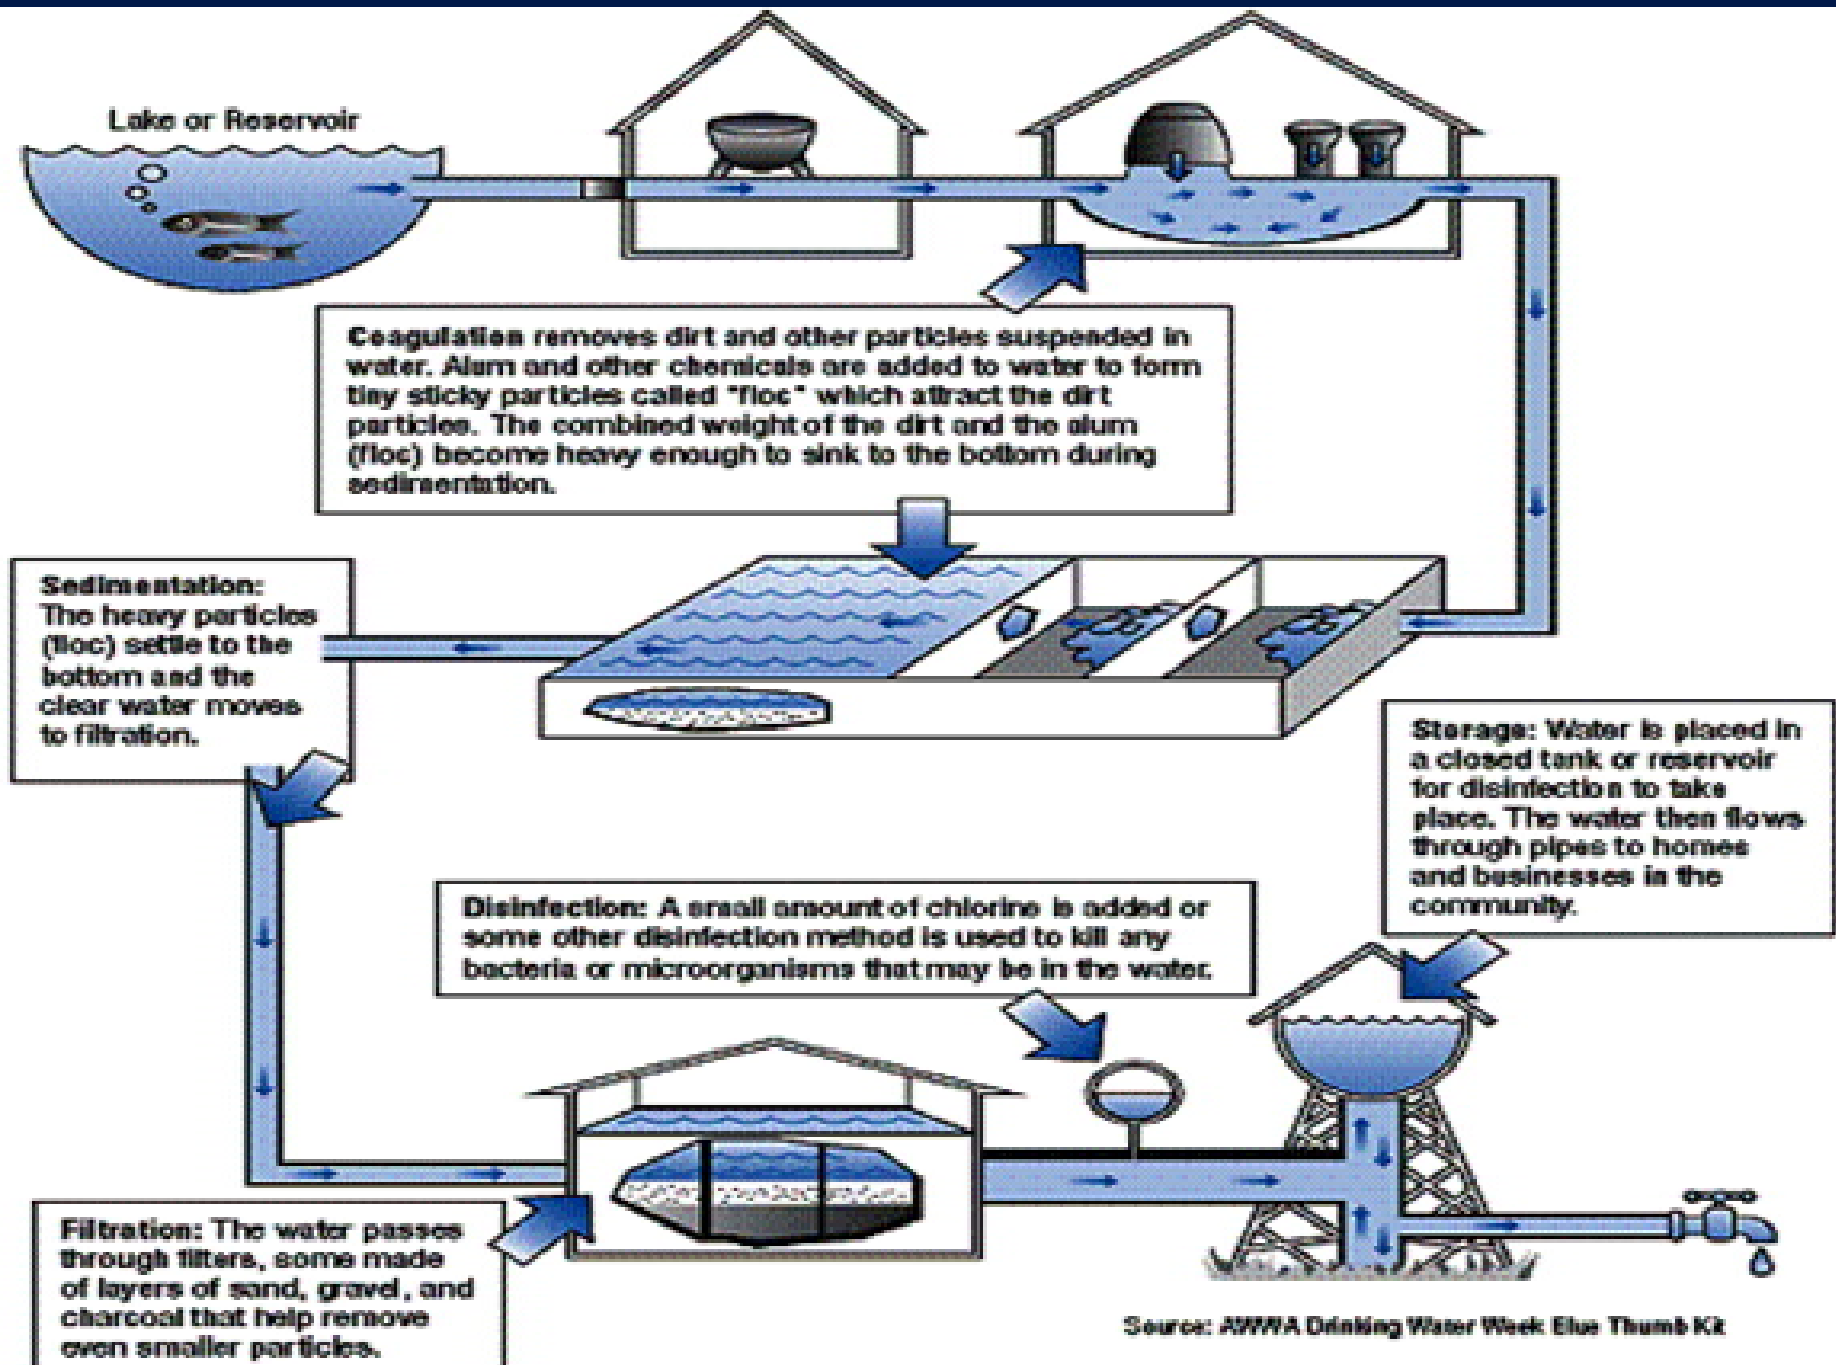 Lake or Reservoir
Coagulation removes dirt and other particles suspended in
water. Alum and other chemicals are added to water to form
tiny sticky particles called "floc" which attract the dirt
particles. The combined weight of the dirt and the alum
(floc) become heavy enough to sink to the bottom during
sedimentation.
Sedimentation:
The heavy particles
(floc) settle to the
bottom and the
clear water moves
to filtration.
Storage: Water is placed in
a closed tank or reservoir
for disinfection to take
place. The water then flows
through pipes to homes
and businesses in the
community.
Disinfection: A small amount of chlorine is added or
some other disinfection method is used to kill any
bacteria or microorganisms that may be in the water.
Filtration: The water passes
through filters, some made
of layers of sand, gravel, and
charcoal that help remove
even smaller particles.
Source: AWWA Drinking Water Week Blue Thumb Kit